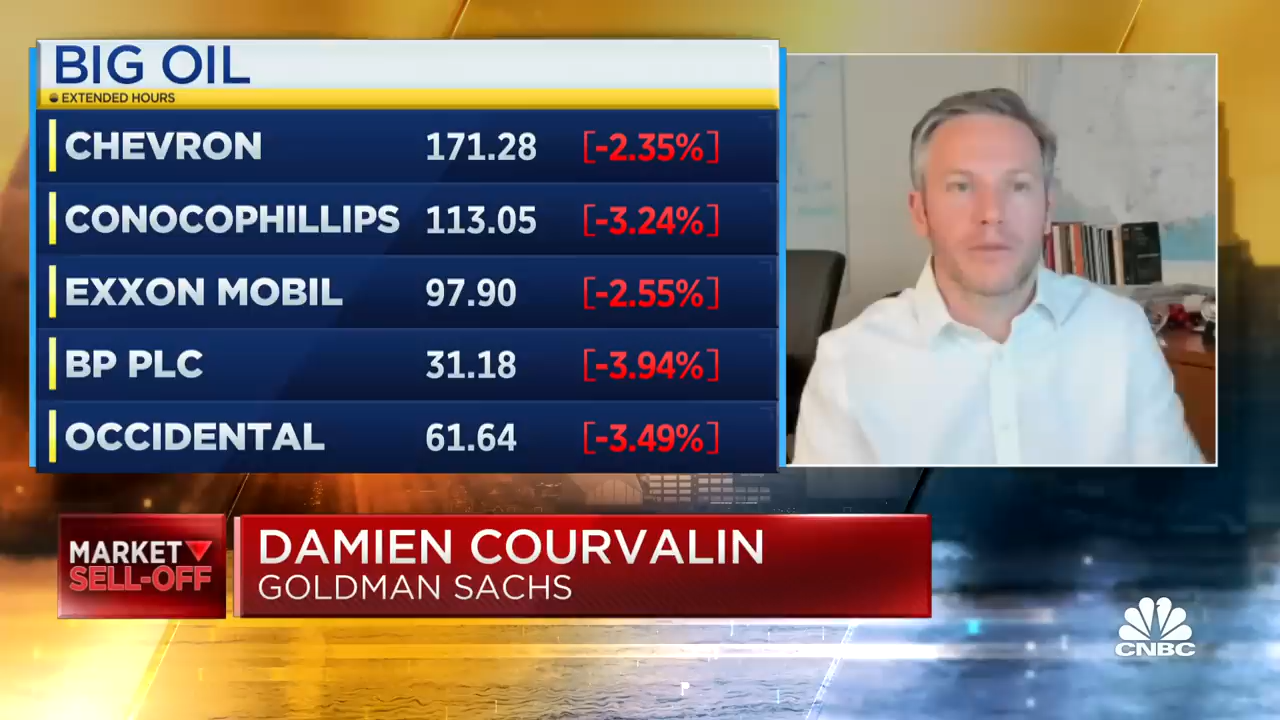 BIG OIL
EXTENDED HOURS
CHEVRON 171.28 [-2.35%]
CONOCOPHILLIPS 113.05 [-3.24%]
EXXON MOBIL 97.90 [-2.55%]
BP PLC 31.18 [-3.94%]
OCCIDENTAL 61.64 [-3.49%]
MARKET
SELL-OFF
DAMIEN COURVALIN
GOLDMAN SACHS
CNBC